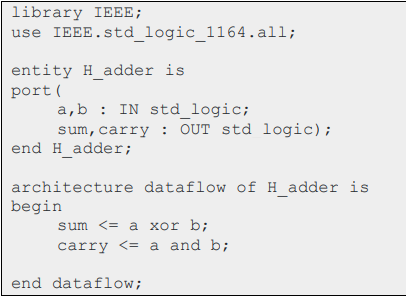 library IEEE;
use IEEE.std_logic_1164.all;
entity H_adder is
port(
a,b : IN std_logic;
sum,carry : OUT std logic);
end H_adder;
architecture dataflow of H_adder is
begin
sum <= a xor b;
carry <= a and b;
end dataflow;